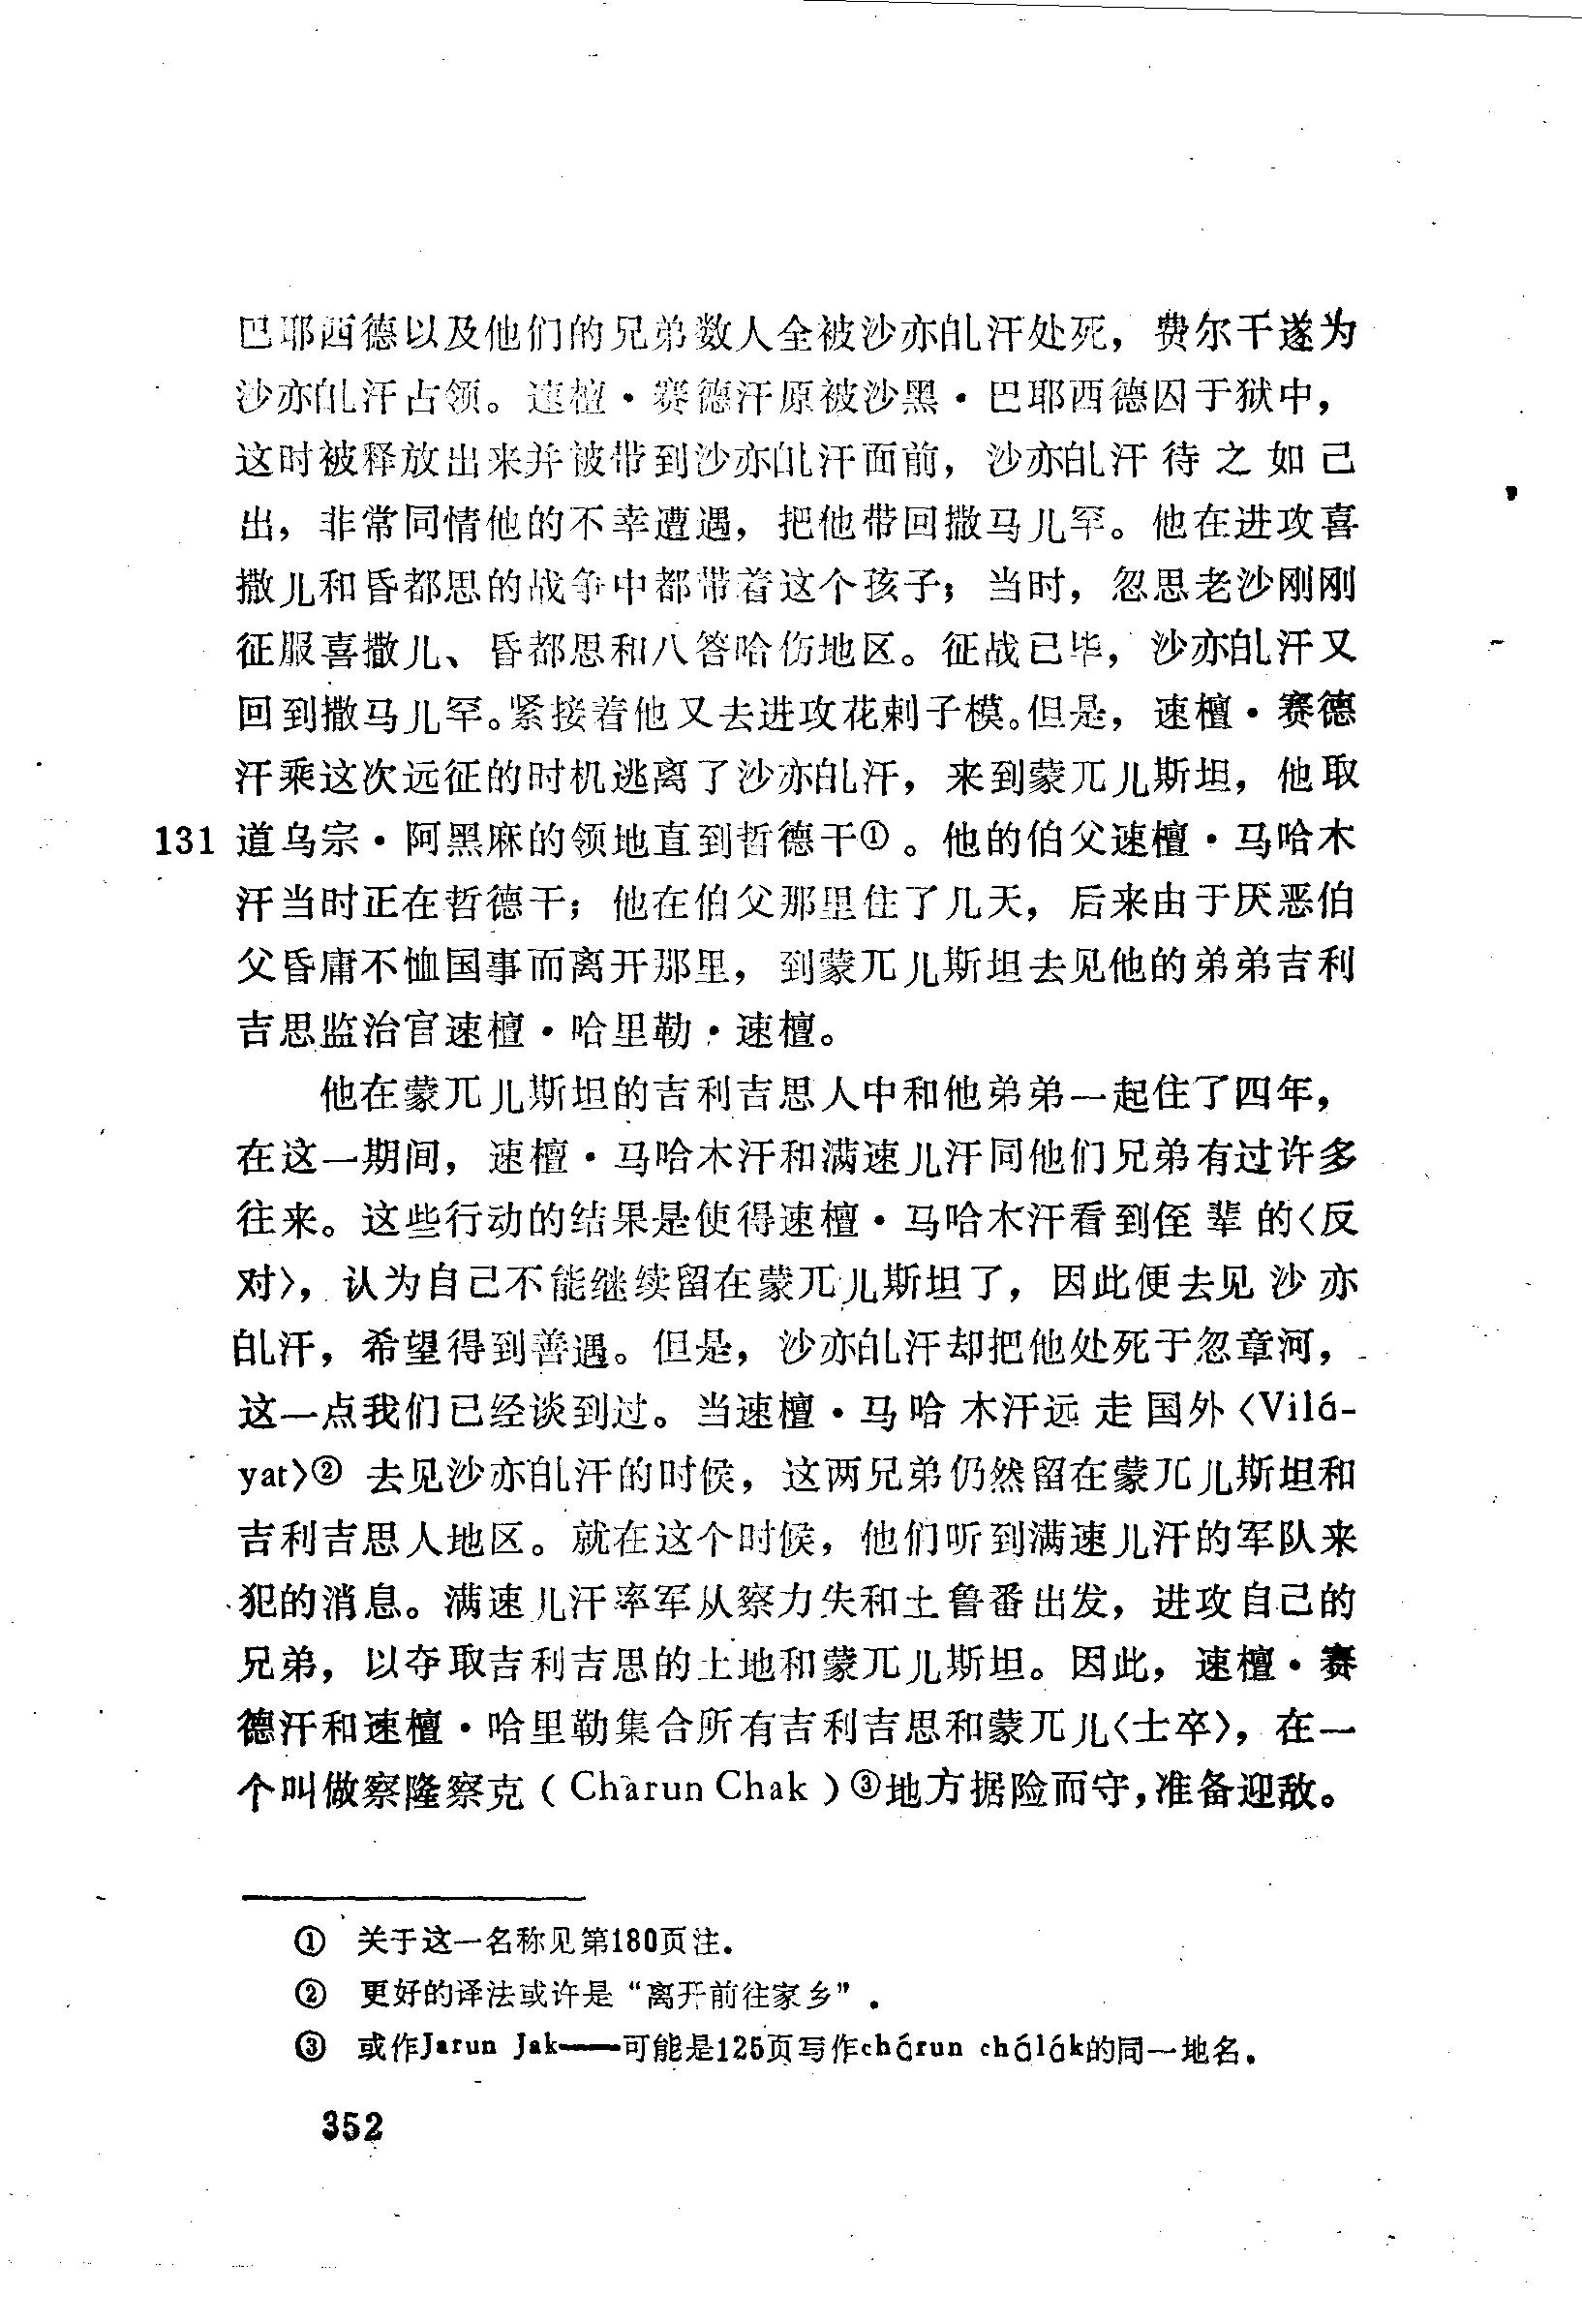 巴耶西德以及他们的兄弟数人全被沙亦癿汗处死，费尔干遂为
沙亦癿汗占领。速檀·赛德汗原被沙黑·巴耶西德囚于狱中，
这时被释放出来并被带到沙亦癿汗面前，沙亦癿汗待之如己
出，非常同情他的不幸遭遇，把他带回撒马儿罕。他在进攻喜
撒儿和昏都思的战争中都带着这个孩子；当时，忽思老沙刚刚
征服喜撒儿、昏都思和八答哈伤地区。征战已毕，沙亦癿汗又
回到撒马儿罕。紧接着他又去进攻花剌子模。但是，速檀·赛德
汗乘这次远征的时机逃离了沙亦癿汗，来到蒙兀儿斯坦，他取
131 道乌宗·阿黑麻的领地直到哲德干①。他的伯父速檀·马哈木
汗当时正在哲德干；他在伯父那里住了几天，后来由于厌恶伯
父昏庸不恤国事而离开那里，到蒙兀儿斯坦去见他的弟弟吉利
吉思监治官速檀·哈里勒·速檀。
他在蒙兀儿斯坦的吉利吉思人中和他弟弟一起住了四年，
在这一期间，速檀·马哈木汗和满速儿汗同他们兄弟有过许多
往来。这些行动的结果是使得速檀·马哈木汗看到侄辈的〈反
对〉，认为自己不能继续留在蒙兀儿斯坦了，因此便去见沙亦
癿汗，希望得到善遇。但是，沙亦癿汗却把他处死于忽章河，
这一点我们已经谈到过。当速檀·马哈木汗远走国外〈Vilá-
yat〉② 去见沙亦癿汗的时候，这两兄弟仍然留在蒙兀儿斯坦和
吉利吉思人地区。就在这个时候，他们听到满速儿汗的军队来
犯的消息。满速儿汗率军从察力失和土鲁番出发，进攻自己的
兄弟，以夺取吉利吉思的土地和蒙兀儿斯坦。因此，速檀·赛
德汗和速檀·哈里勒集合所有吉利吉思和蒙兀儿〈士卒〉，在一
个叫做察隆察克（Chàrun Chak）③地方据险而守，准备迎敌。
① 关于这一名称见第180页注.
② 更好的译法或许是“离开前往家乡”.
③ 或作Jarun Jak——可能是125页写作chárun chálák的同一地名.
352